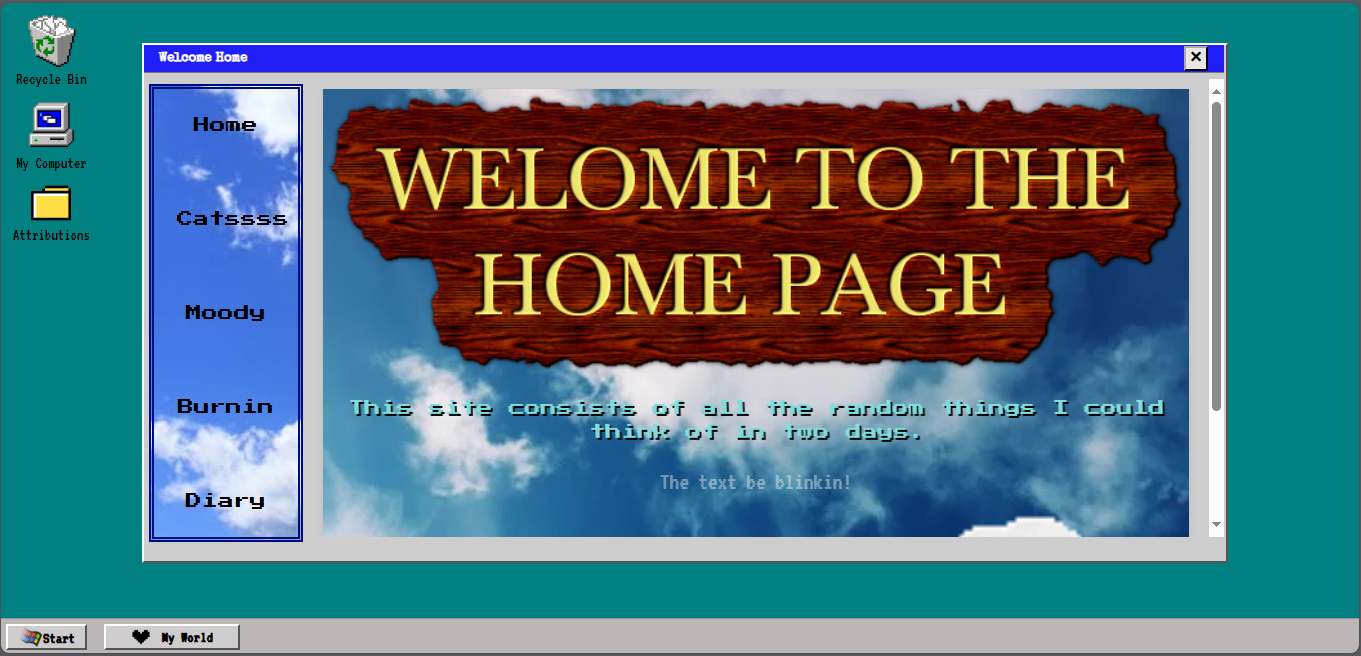 Recycle Bin
My Computer
Attributions
Welcome Home
Home
Catssss
Moody
Burnin
Diary
WELOME TO THE
HOME PAGE
This site consists of all the random things I could
think of in two days.
The text be blinkin!
Start
My World